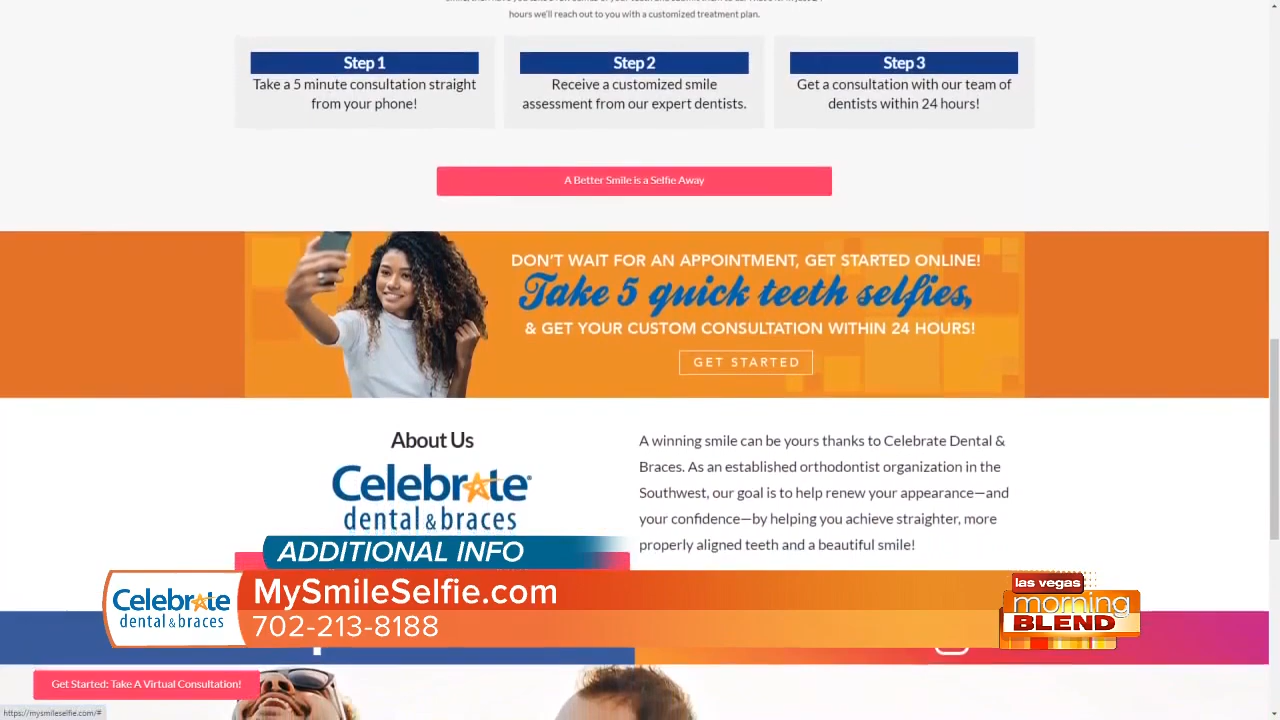 hours we'll reach out to you with a customized treatment plan.
Step 1
Take a 5 minute consultation straight
from your phone!
Step 2
Receive a customized smile
assessment from our expert dentists.
Step 3
Get a consultation with our team of
dentists within 24 hours!
A Better Smile is a Selfie Away
DON'T WAIT FOR AN APPOINTMENT, GET STARTED ONLINE!
Take 5 quick teeth selfies,
& GET YOUR CUSTOM CONSULTATION WITHIN 24 HOURS!
GET STARTED
About Us
Celebrate
dental & braces
A winning smile can be yours thanks to Celebrate Dental &
Braces. As an established orthodontist organization in the
Southwest, our goal is to help renew your appearance—and
your confidence—by helping you achieve straighter, more
properly aligned teeth and a beautiful smile!
ADDITIONAL INFO
Celebrate
dental & braces
MySmileSelfie.com
702-213-8188
las vegas
morning
BLEND
Get Started: Take A Virtual Consultation!
https://mysmileselfie.com/#